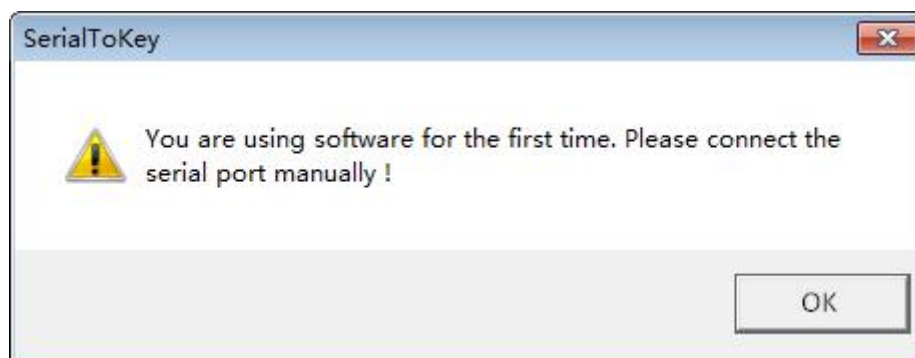 SerialToKey
You are using software for the first time. Please connect the
serial port manually !
OK